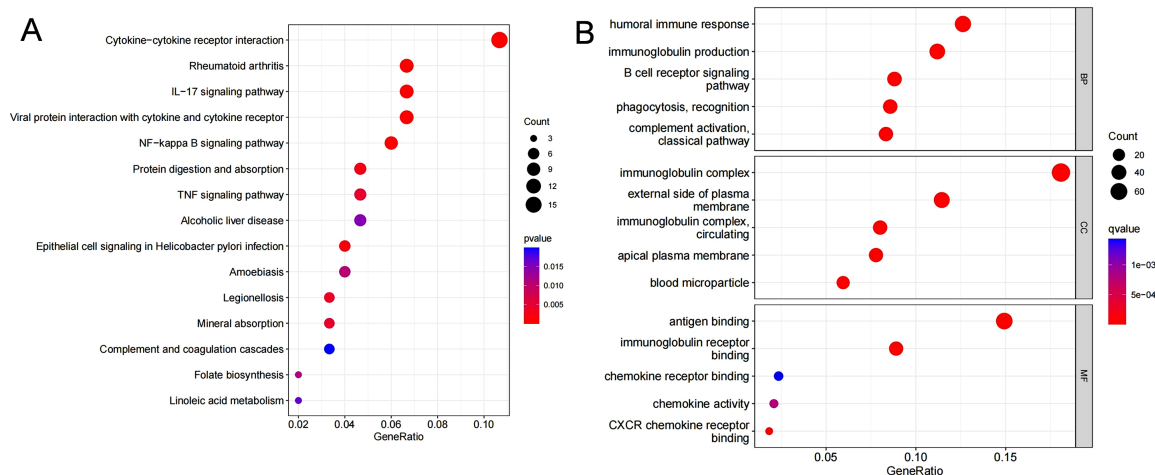 A
Cytokine−cytokine receptor interaction
Rheumatoid arthritis
IL−17 signaling pathway
Viral protein interaction with cytokine and cytokine receptor
NF−kappa B signaling pathway
Protein digestion and absorption
TNF signaling pathway
Alcoholic liver disease
Epithelial cell signaling in Helicobacter pylori infection
Amoebiasis
Legionellosis
Mineral absorption
Complement and coagulation cascades
Folate biosynthesis
Linoleic acid metabolism
0.02 0.04 0.06 0.08 0.10
GeneRatio
Count
3
6
9
12
15
pvalue
0.015
0.010
0.005
B
humoral immune response
immunoglobulin production
B cell receptor signaling
pathway
phagocytosis, recognition
complement activation,
classical pathway
BP
immunoglobulin complex
external side of plasma
membrane
immunoglobulin complex,
circulating
apical plasma membrane
blood microparticle
CC
antigen binding
immunoglobulin receptor
binding
chemokine receptor binding
chemokine activity
CXCR chemokine receptor
binding
MF
0.05 0.10 0.15
GeneRatio
Count
20
40
60
qvalue
1e−03
5e−04